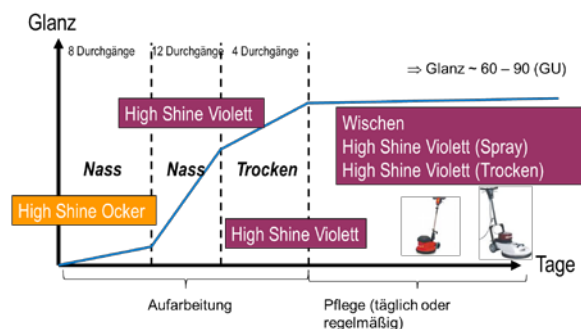 Glanz
8 Durchgänge
12 Durchgänge
4 Durchgänge
⇒ Glanz ~ 60 – 90 (GU)
High Shine Violett
Wischen
High Shine Violett (Spray)
High Shine Violett (Trocken)
Nass
Nass
Trocken
High Shine Ocker
High Shine Violett
Tage
Aufarbeitung
Pflege (täglich oder
regelmäßig)